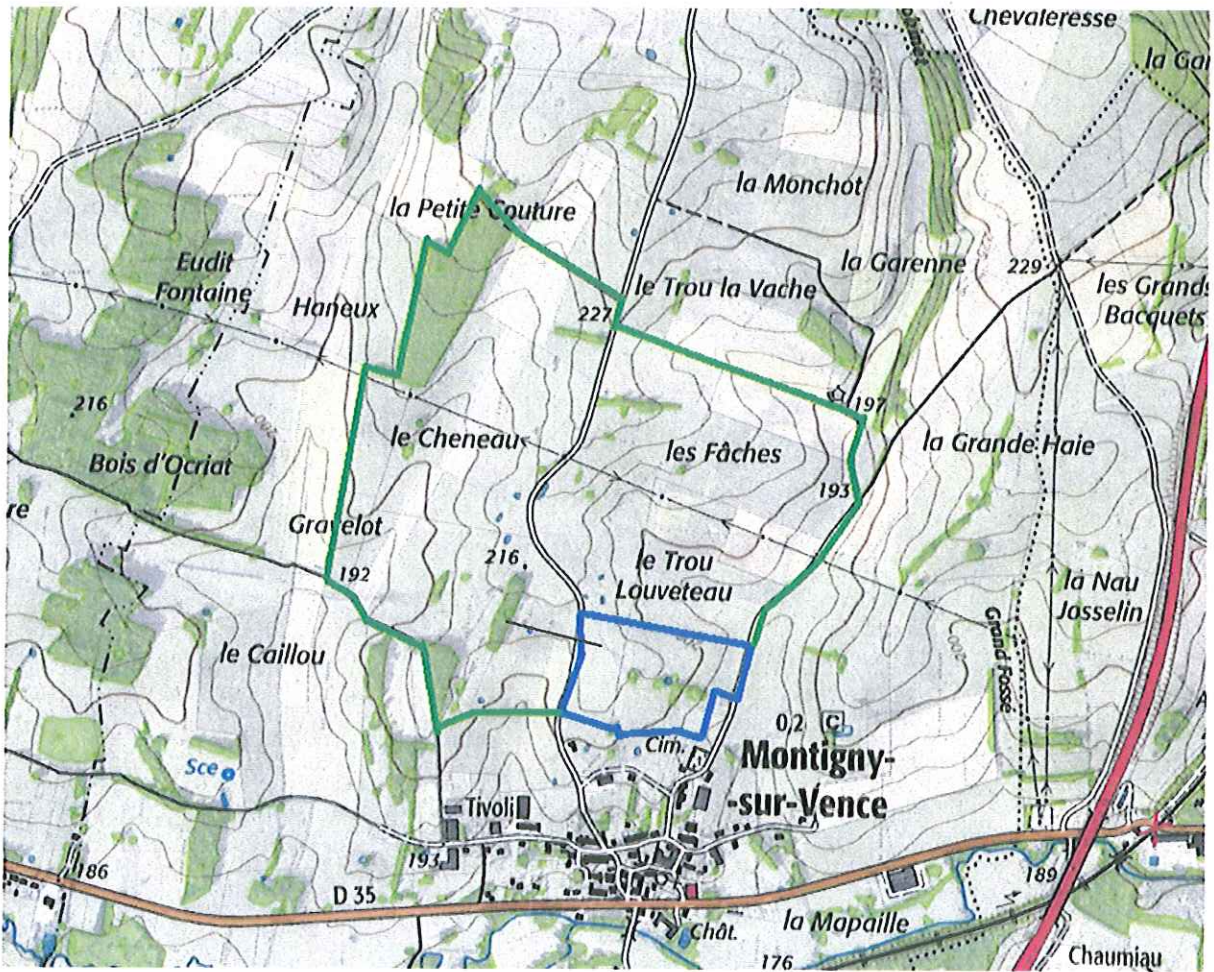 Chevaleresse
la Ga
la Monchot
la Petite Couture
la Garenne
Eudit
Fontaine
Haneux
le Trou la Vache
229
les Grands
Bacquets
227
216
197
le Cheneau
les Fâches
la Grande Haie
200
Bois d'Ocriat
193
re
Gravelot
216
le Trou
Louveteau
192
la Nau
Josselin
Grand Fossé
200
le Caillou
0,2 C
Cim.
Montigny-
-sur-Vence
Sce
Tivoli
193
186
D 35
189
la Mapaille
Chât.
176
Chaumiau